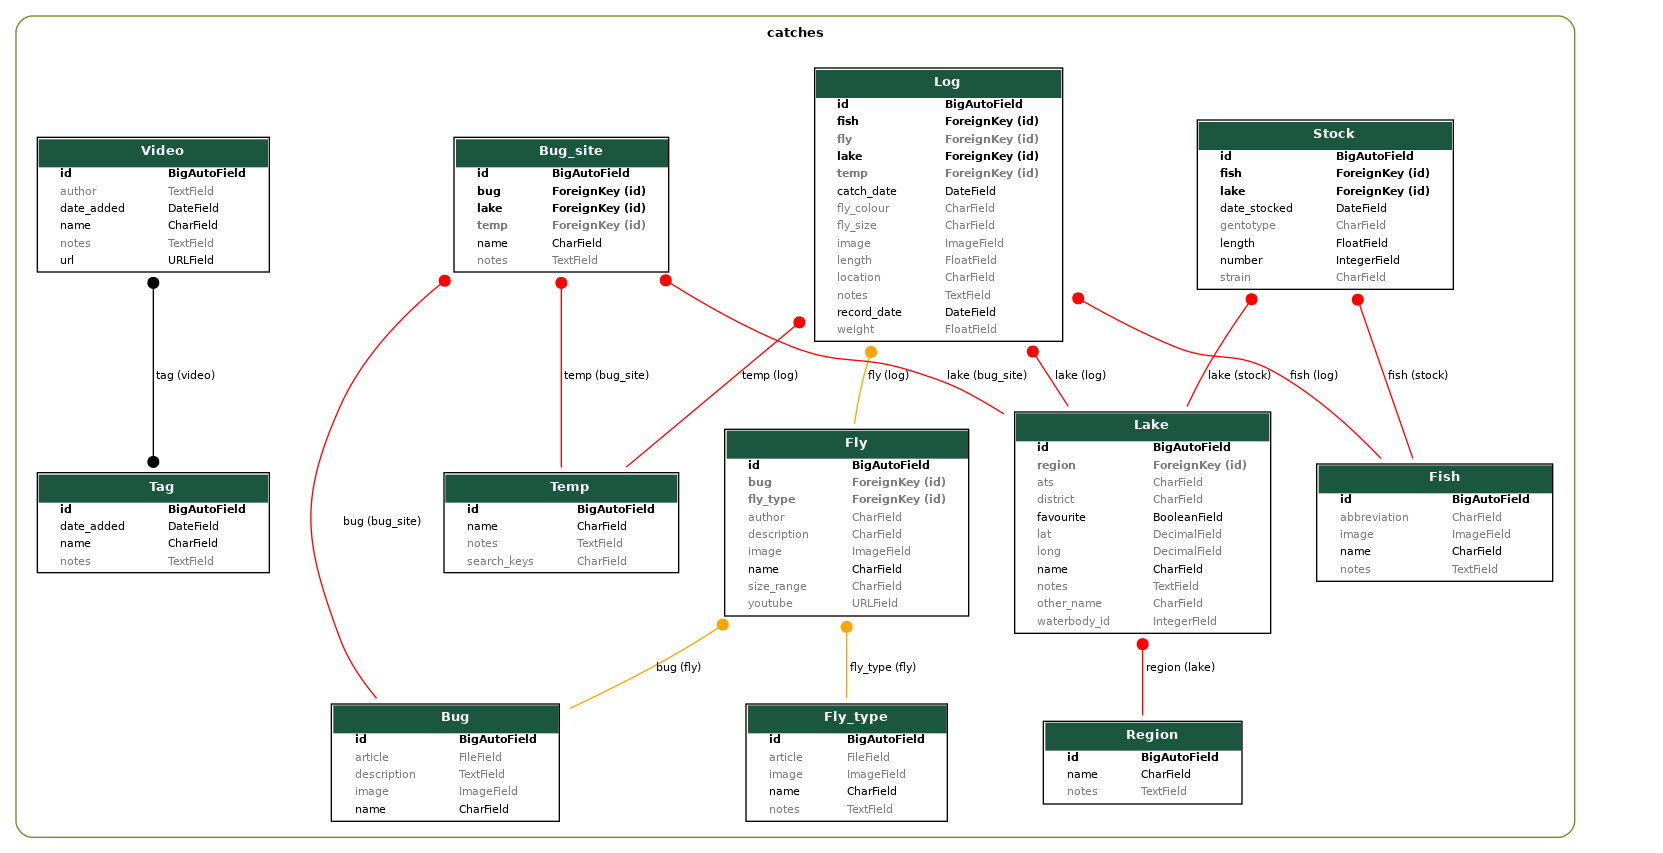 catches
Log
id BigAutoField
fish ForeignKey (id)
fly ForeignKey (id)
lake ForeignKey (id)
temp ForeignKey (id)
catch_date DateField
fly_colour CharField
fly_size CharField
image ImageField
length FloatField
location CharField
notes TextField
record_date DateField
weight FloatField
Stock
id BigAutoField
fish ForeignKey (id)
lake ForeignKey (id)
date_stocked DateField
gentotype CharField
length FloatField
number IntegerField
strain CharField
Video
id BigAutoField
author TextField
date_added DateField
name CharField
notes TextField
url URLField
Bug_site
id BigAutoField
bug ForeignKey (id)
lake ForeignKey (id)
temp ForeignKey (id)
name CharField
notes TextField
tag (video)
temp (bug_site)
temp (log)
fly (log)
lake (bug_site)
lake (log)
lake (stock)
fish (log)
fish (stock)
Tag
id BigAutoField
date_added DateField
name CharField
notes TextField
bug (bug_site)
Temp
id BigAutoField
name CharField
notes TextField
search_keys CharField
Fly
id BigAutoField
bug ForeignKey (id)
fly_type ForeignKey (id)
author CharField
description CharField
image ImageField
name CharField
size_range CharField
youtube URLField
Lake
id BigAutoField
region ForeignKey (id)
ats CharField
district CharField
favourite BooleanField
lat DecimalField
long DecimalField
name CharField
notes TextField
other_name CharField
waterbody_id IntegerField
Fish
id BigAutoField
abbreviation CharField
image ImageField
name CharField
notes TextField
bug (fly)
fly_type (fly)
region (lake)
Bug
id BigAutoField
article FileField
description TextField
image ImageField
name CharField
Fly_type
id BigAutoField
article FileField
image ImageField
name CharField
notes TextField
Region
id BigAutoField
name CharField
notes TextField